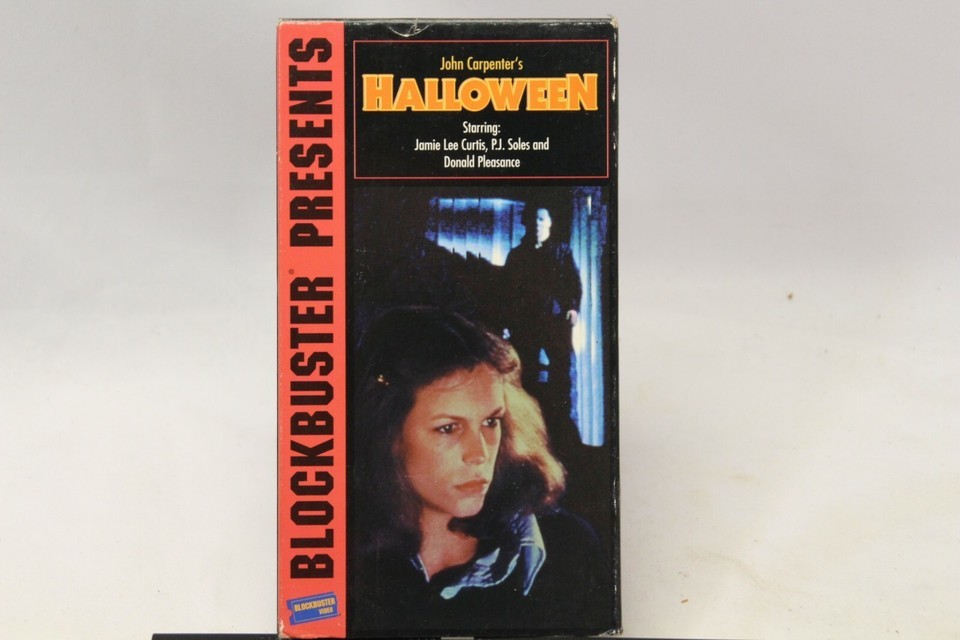 BLOCKBUSTER® PRESENTS
John Carpenter's
HALLOWEEN
Starring:
Jamie Lee Curtis, P.J. Soles and
Donald Pleasance
BLOCKBUSTER
VIDEO